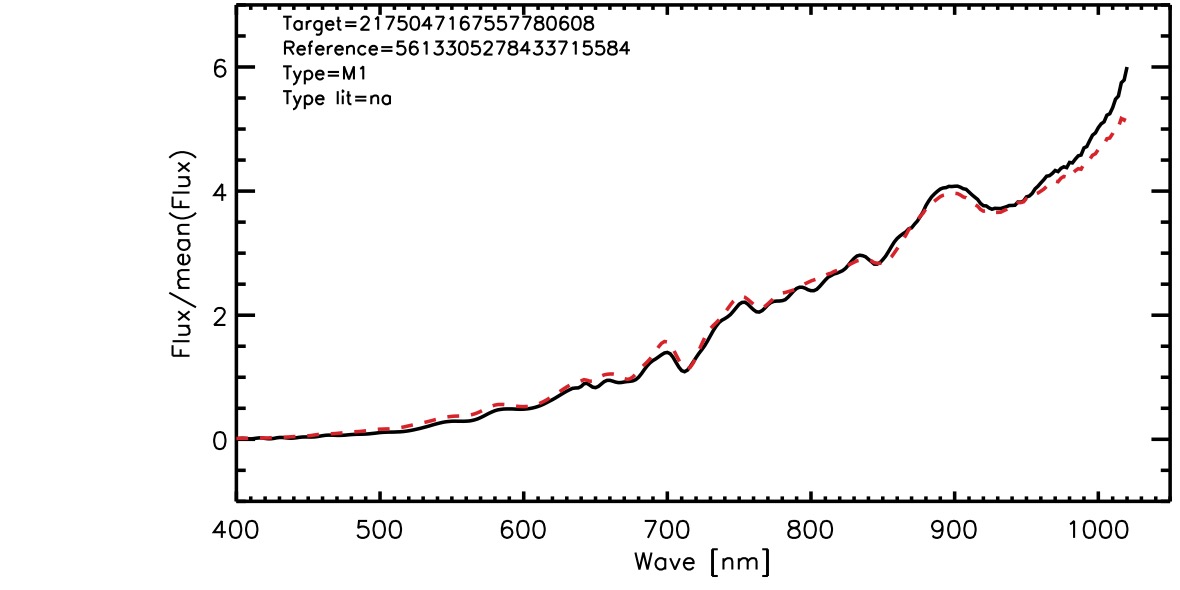 Target=2175047167557780608
Reference=5613305278433715584
Type=M1
Type lit=na
Flux/mean(Flux)
6
4
2
0
400 500 600 700 800 900 1000
Wave [nm]